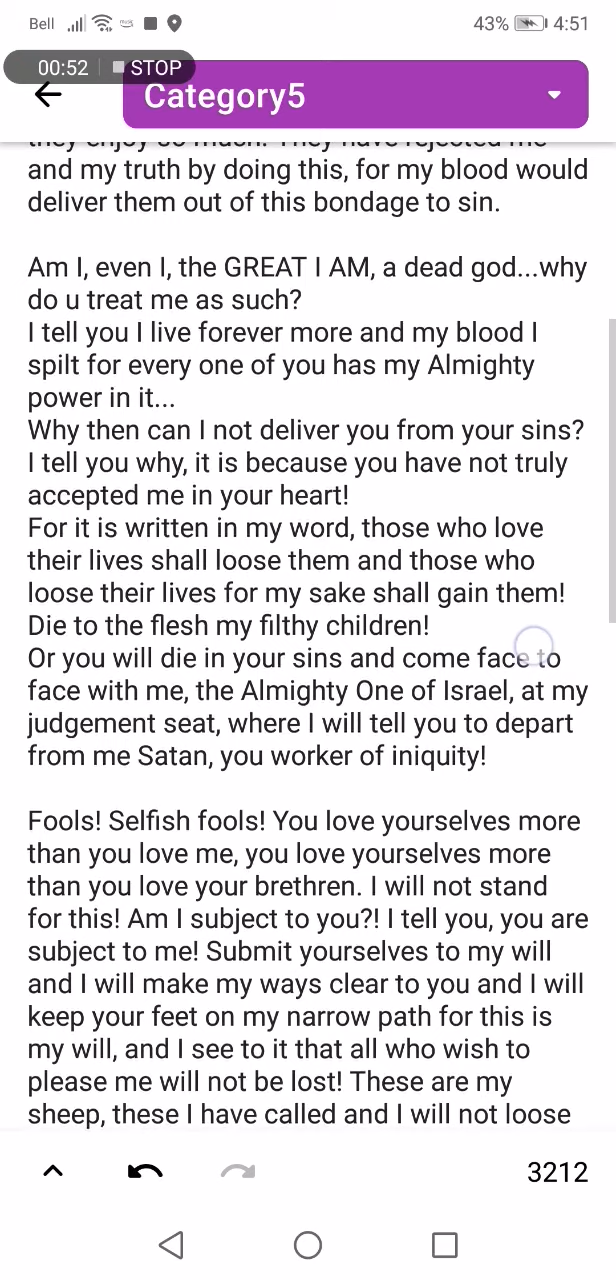 Bell 43% 4:51
00:52 STOP
Category5
they enjoy so much! They have rejected me
and my truth by doing this, for my blood would
deliver them out of this bondage to sin.
Am I, even I, the GREAT I AM, a dead god...why
do u treat me as such?
I tell you I live forever more and my blood I
spilt for every one of you has my Almighty
power in it...
Why then can I not deliver you from your sins?
I tell you why, it is because you have not truly
accepted me in your heart!
For it is written in my word, those who love
their lives shall loose them and those who
loose their lives for my sake shall gain them!
Die to the flesh my filthy children!
Or you will die in your sins and come face to
face with me, the Almighty One of Israel, at my
judgement seat, where I will tell you to depart
from me Satan, you worker of iniquity!
Fools! Selfish fools! You love yourselves more
than you love me, you love yourselves more
than you love your brethren. I will not stand
for this! Am I subject to you?! I tell you, you are
subject to me! Submit yourselves to my will
and I will make my ways clear to you and I will
keep your feet on my narrow path for this is
my will, and I see to it that all who wish to
please me will not be lost! These are my
sheep, these I have called and I will not loose
3212